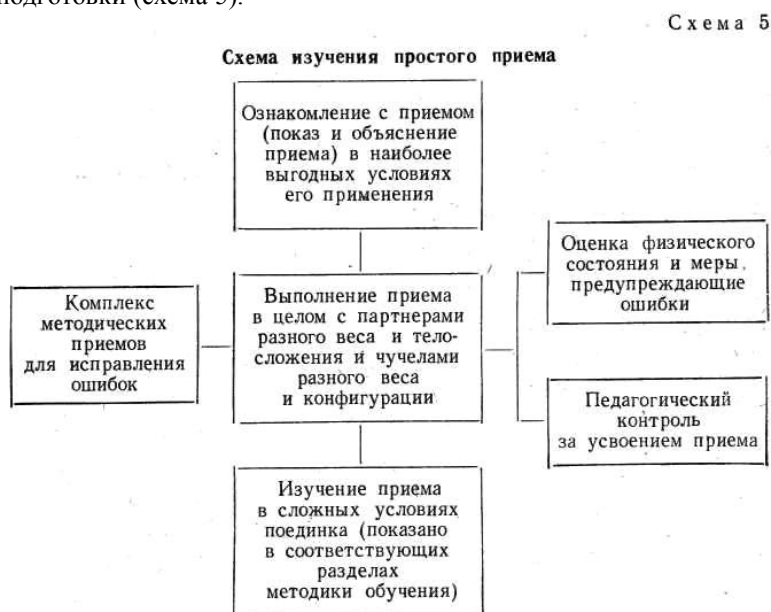 подготовки (схема 5).
Схема 5
Схема изучения простого приема
Ознакомление с приемом
(показ и объяснение
приема) в наиболее
выгодных условиях
его применения
Комплекс
методических
приемов
для исправления
ошибок
Выполнение приема
в целом с партнерами
разного веса и тело-
сложения и чучелами
разного веса
и конфигурации
Оценка физического
состояния и меры,
предупреждающие
ошибки
Педагогический
контроль
за усвоением приема
Изучение приема
в сложных условиях
поединка (показано
в соответствующих
разделах
методики обучения)